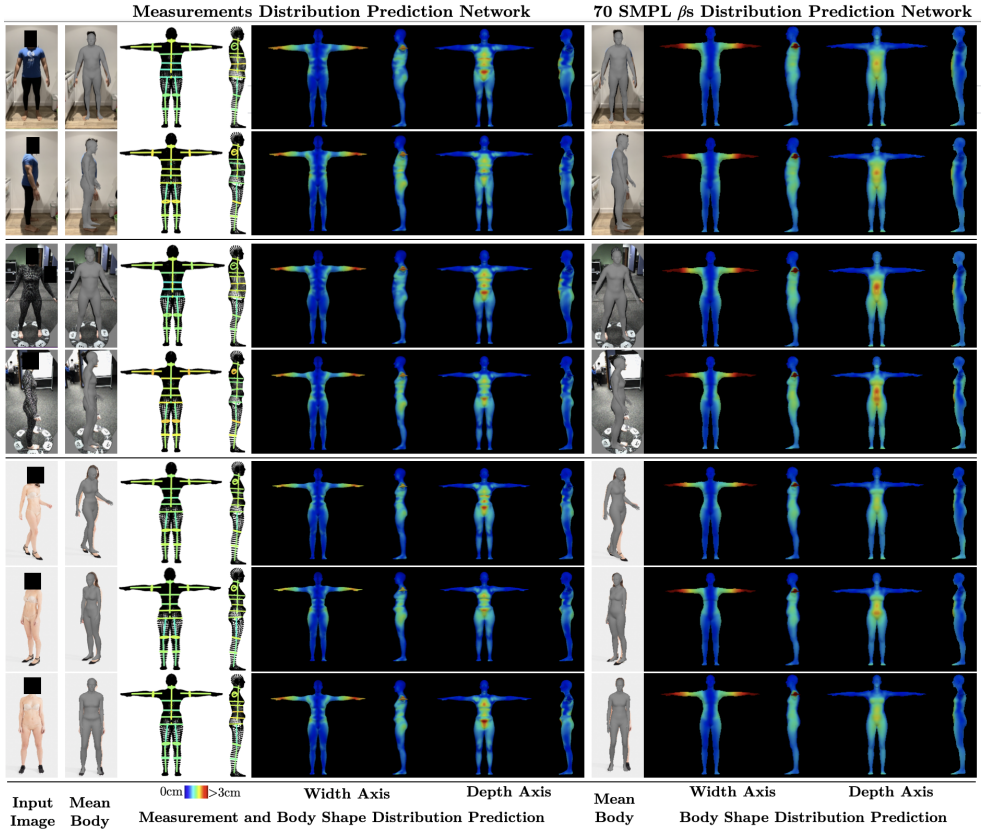 Measurements Distribution Prediction Network
70 SMPL βs Distribution Prediction Network
0cm >3cm
Width Axis
Depth Axis
Width Axis
Depth Axis
Input
Image
Mean
Body
Measurement and Body Shape Distribution Prediction
Mean
Body
Body Shape Distribution Prediction